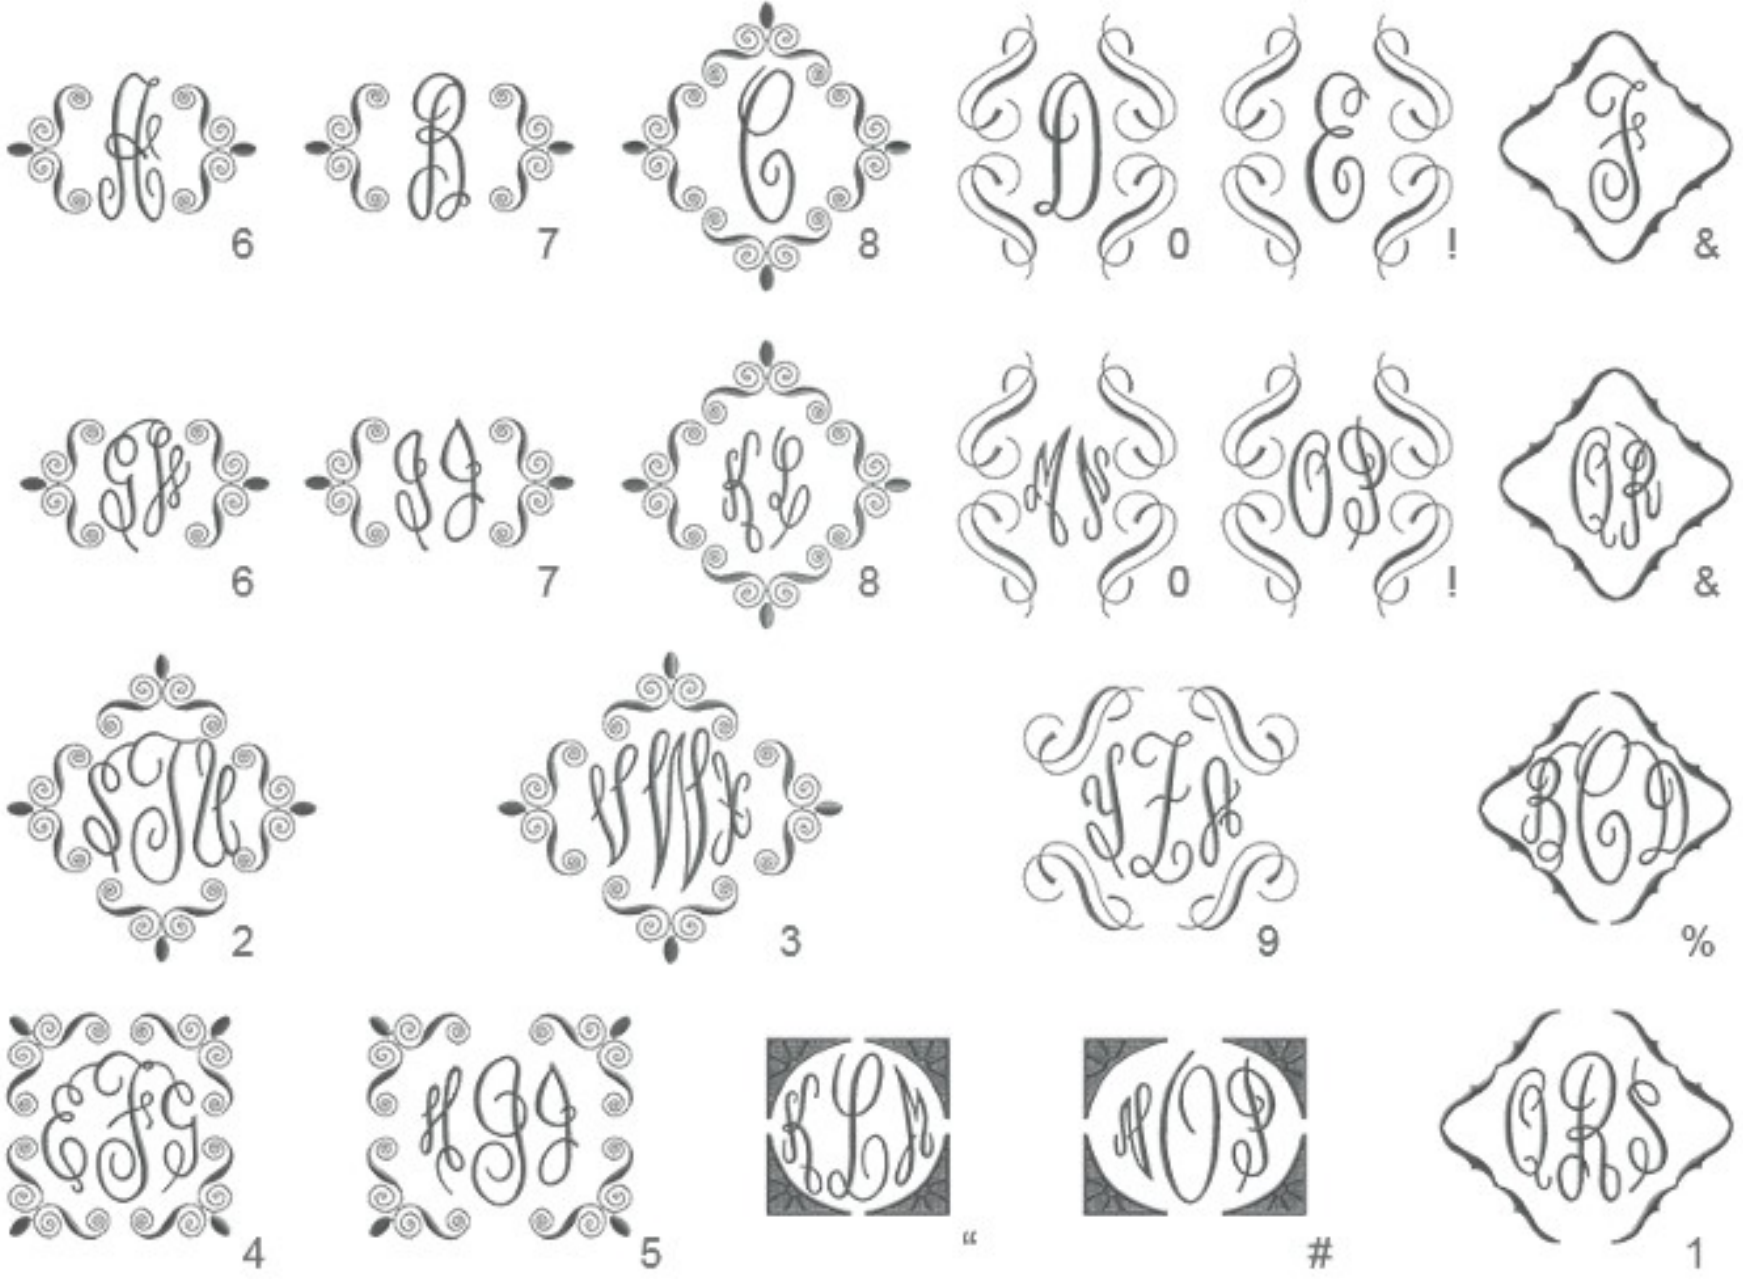 A B C D E F
6 7 8 0 ! &
GH IJ KL MN OP QR
6 7 8 0 ! &
STU VWX YZA BCD
2 3 9 %
EFG HIJ KLM NOP QRS
4 5 “ # 1